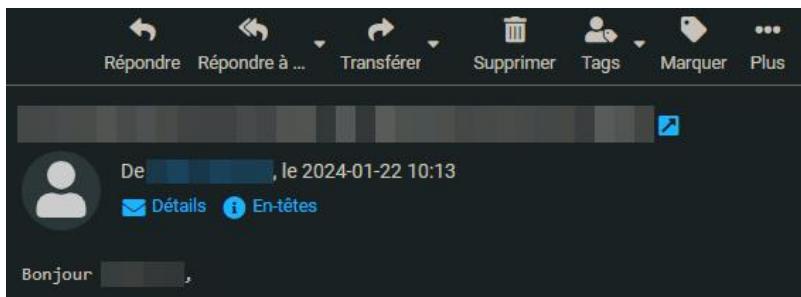 Répondre Répondre à ... Transférer Supprimer Tags Marquer Plus
De , le 2024-01-22 10:13
Détails En-têtes
Bonjour ,